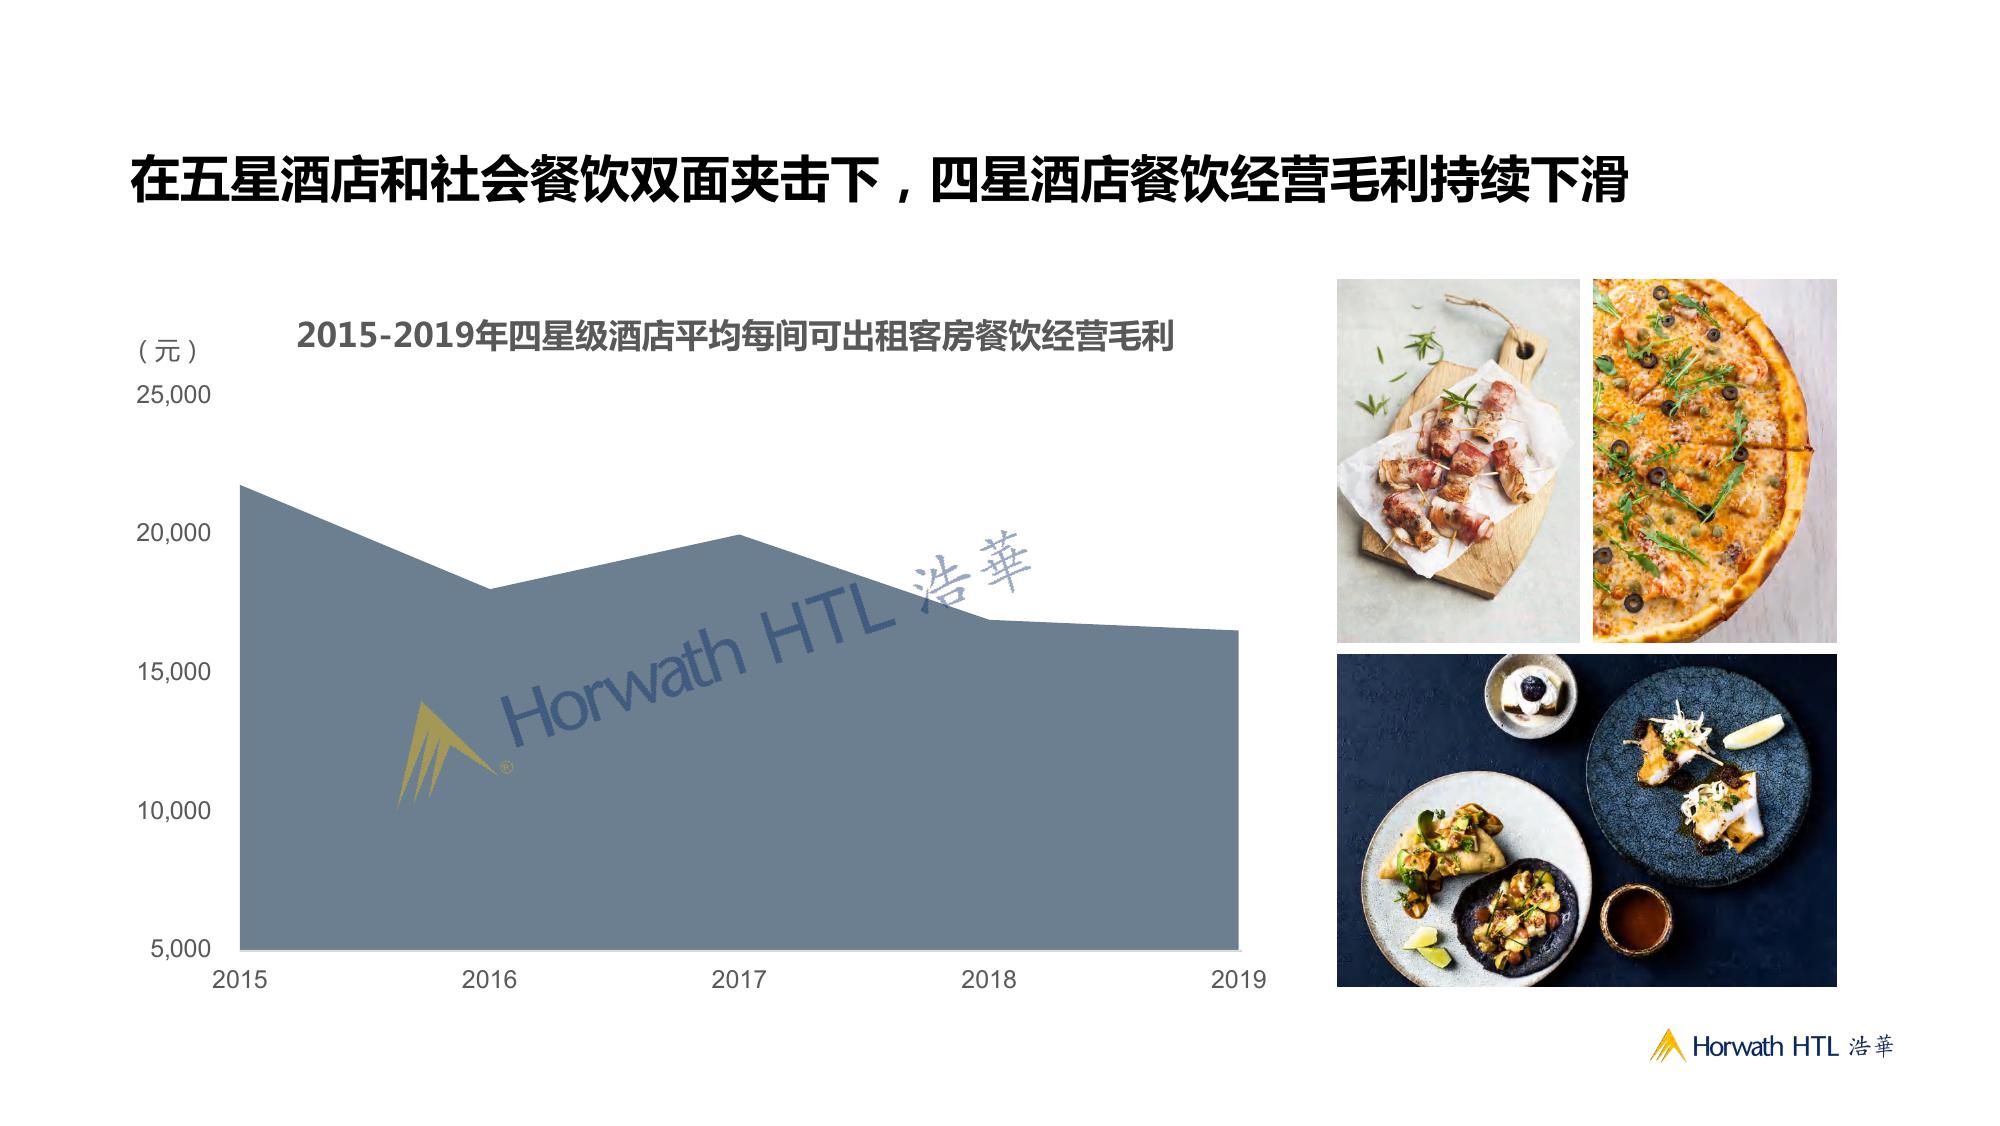 在五星酒店和社会餐饮双面夹击下，四星酒店餐饮经营毛利持续下滑
2015-2019年四星级酒店平均每间可出租客房餐饮经营毛利
（元）
25,000
20,000
15,000
10,000
5,000
2015 2016 2017 2018 2019
Horwath HTL 浩華
®
Horwath HTL 浩華